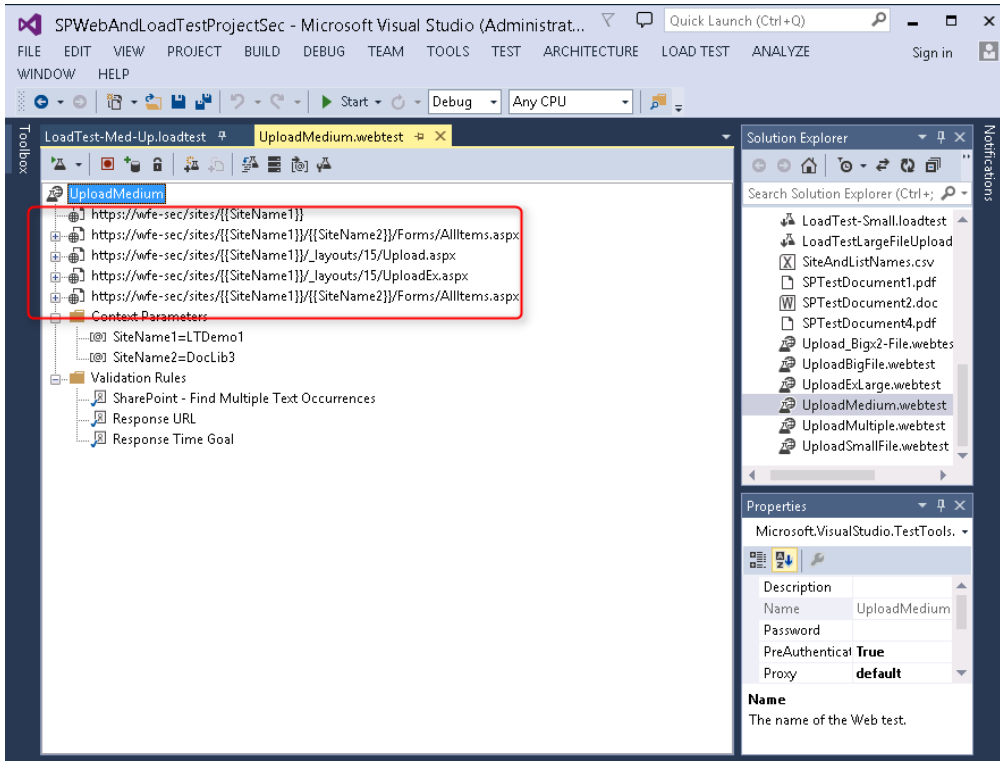 SPWebAndLoadTestProjectSec - Microsoft Visual Studio (Administrat...
Quick Launch (Ctrl+Q)
FILE EDIT VIEW PROJECT BUILD DEBUG TEAM TOOLS TEST ARCHITECTURE LOAD TEST ANALYZE Sign in
WINDOW HELP
Start Debug Any CPU
Toolbox
LoadTest-Med-Up.loadtest
UploadMedium.webtest
UploadMedium
https://wfe-sec/sites/{{SiteName1}}
https://wfe-sec/sites/{{SiteName1}}/{{SiteName2}}/Forms/AllItems.aspx
https://wfe-sec/sites/{{SiteName1}}/_layouts/15/Upload.aspx
https://wfe-sec/sites/{{SiteName1}}/_layouts/15/UploadEx.aspx
https://wfe-sec/sites/{{SiteName1}}/{{SiteName2}}/Forms/AllItems.aspx
Context Parameters
SiteName1=LTDemo1
SiteName2=DocLib3
Validation Rules
SharePoint - Find Multiple Text Occurrences
Response URL
Response Time Goal
Solution Explorer
Search Solution Explorer (Ctrl+;
LoadTest-Small.loadtest
LoadTestLargeFileUpload
SiteAndListNames.csv
SPTestDocument1.pdf
SPTestDocument2.doc
SPTestDocument4.pdf
Upload_Bigx2-File.webtes
UploadBigFile.webtest
UploadExLarge.webtest
UploadMedium.webtest
UploadMultiple.webtest
UploadSmallFile.webtest
Properties
Microsoft.VisualStudio.TestTools.
Description
Name UploadMedium
Password
PreAuthenticat True
Proxy default
Name
The name of the Web test.
Notifications